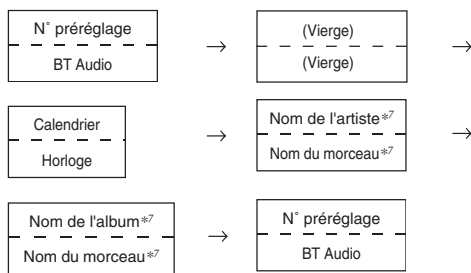 N° préréglage
BT Audio
→
(Vierge)
(Vierge)
→
Calendrier
Horloge
→
Nom de l'artiste*7
Nom du morceau*7
→
Nom de l'album*7
Nom du morceau*7
→
N° préréglage
BT Audio